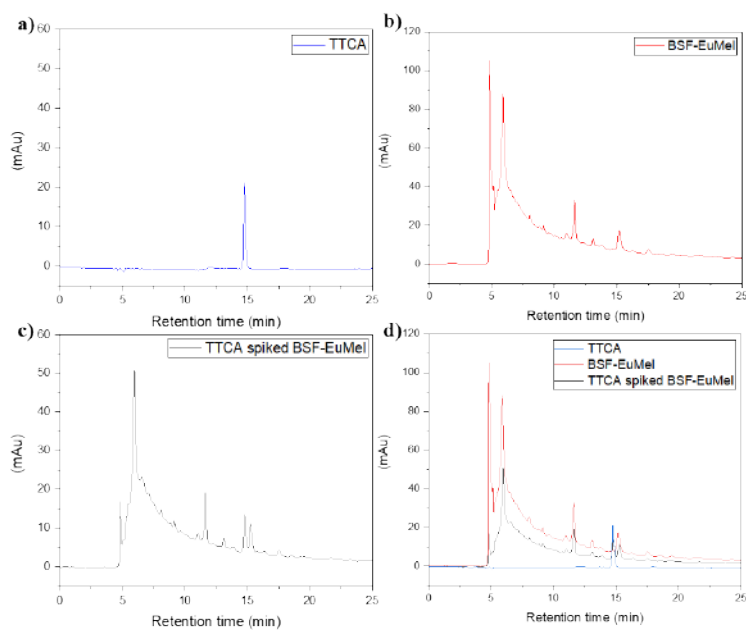 a)
TTCA
60
50
40
30
20
10
0
(mAu)
0 5 10 15 20 25
Retention time (min)
b)
BSF-EuMel
120
100
80
60
40
20
0
(mAu)
0 5 10 15 20 25
Retention time (min)
c)
TTCA spiked BSF-EuMel
60
50
40
30
20
10
0
(mAu)
0 5 10 15 20 25
Retention time (min)
d)
TTCA
BSF-EuMel
TTCA spiked BSF-EuMel
120
100
80
60
40
20
0
(mAu)
0 5 10 15 20 25
Retention time (min)